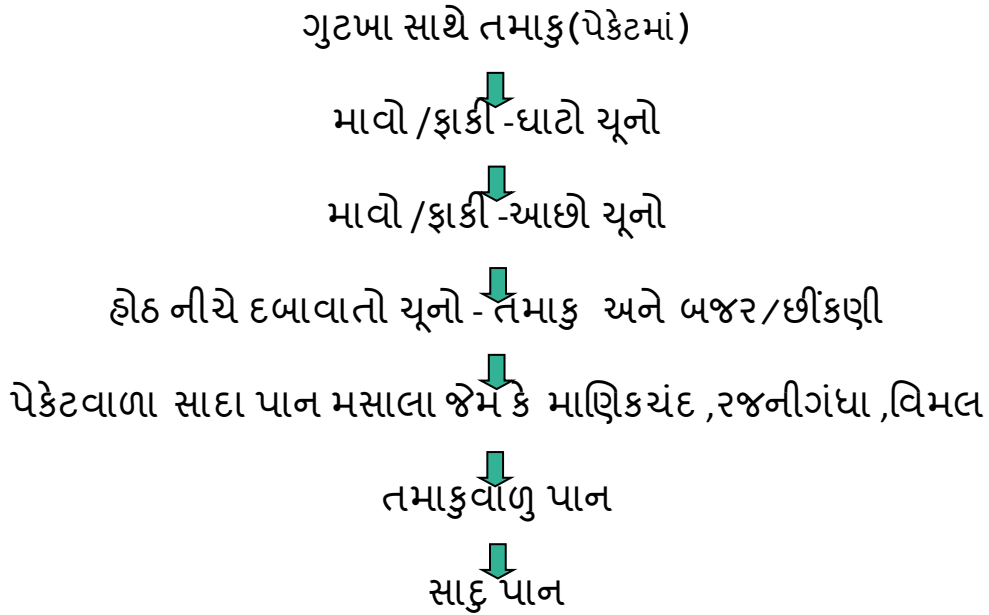 ગુટખા સાથે તમાકુ(પેકેટમાં)
માવો /ફાકી -ઘાટો ચૂનો
માવો /ફાકી -આછો ચૂનો
હોઠ નીચે દબાવાતો ચૂનો - તમાકુ અને બજર/છીંકણી
પેકેટવાળા સાદા પાન મસાલા જેમ કે માણિકચંદ ,રજનીગંધા ,વિમલ
તમાકુવાળુ પાન
સાદુ પાન